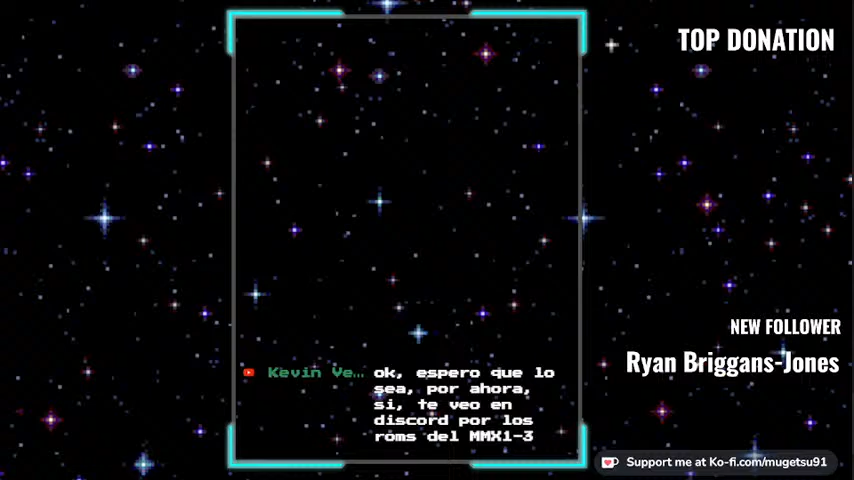 TOP DONATION
NEW FOLLOWER
Ryan Briggans-Jones
Kevin Ve... ok, espero que lo
sea, por ahora,
si, te veo en
discord por los
roms del MMX1-3
Support me at Ko-fi.com/mugetsu91